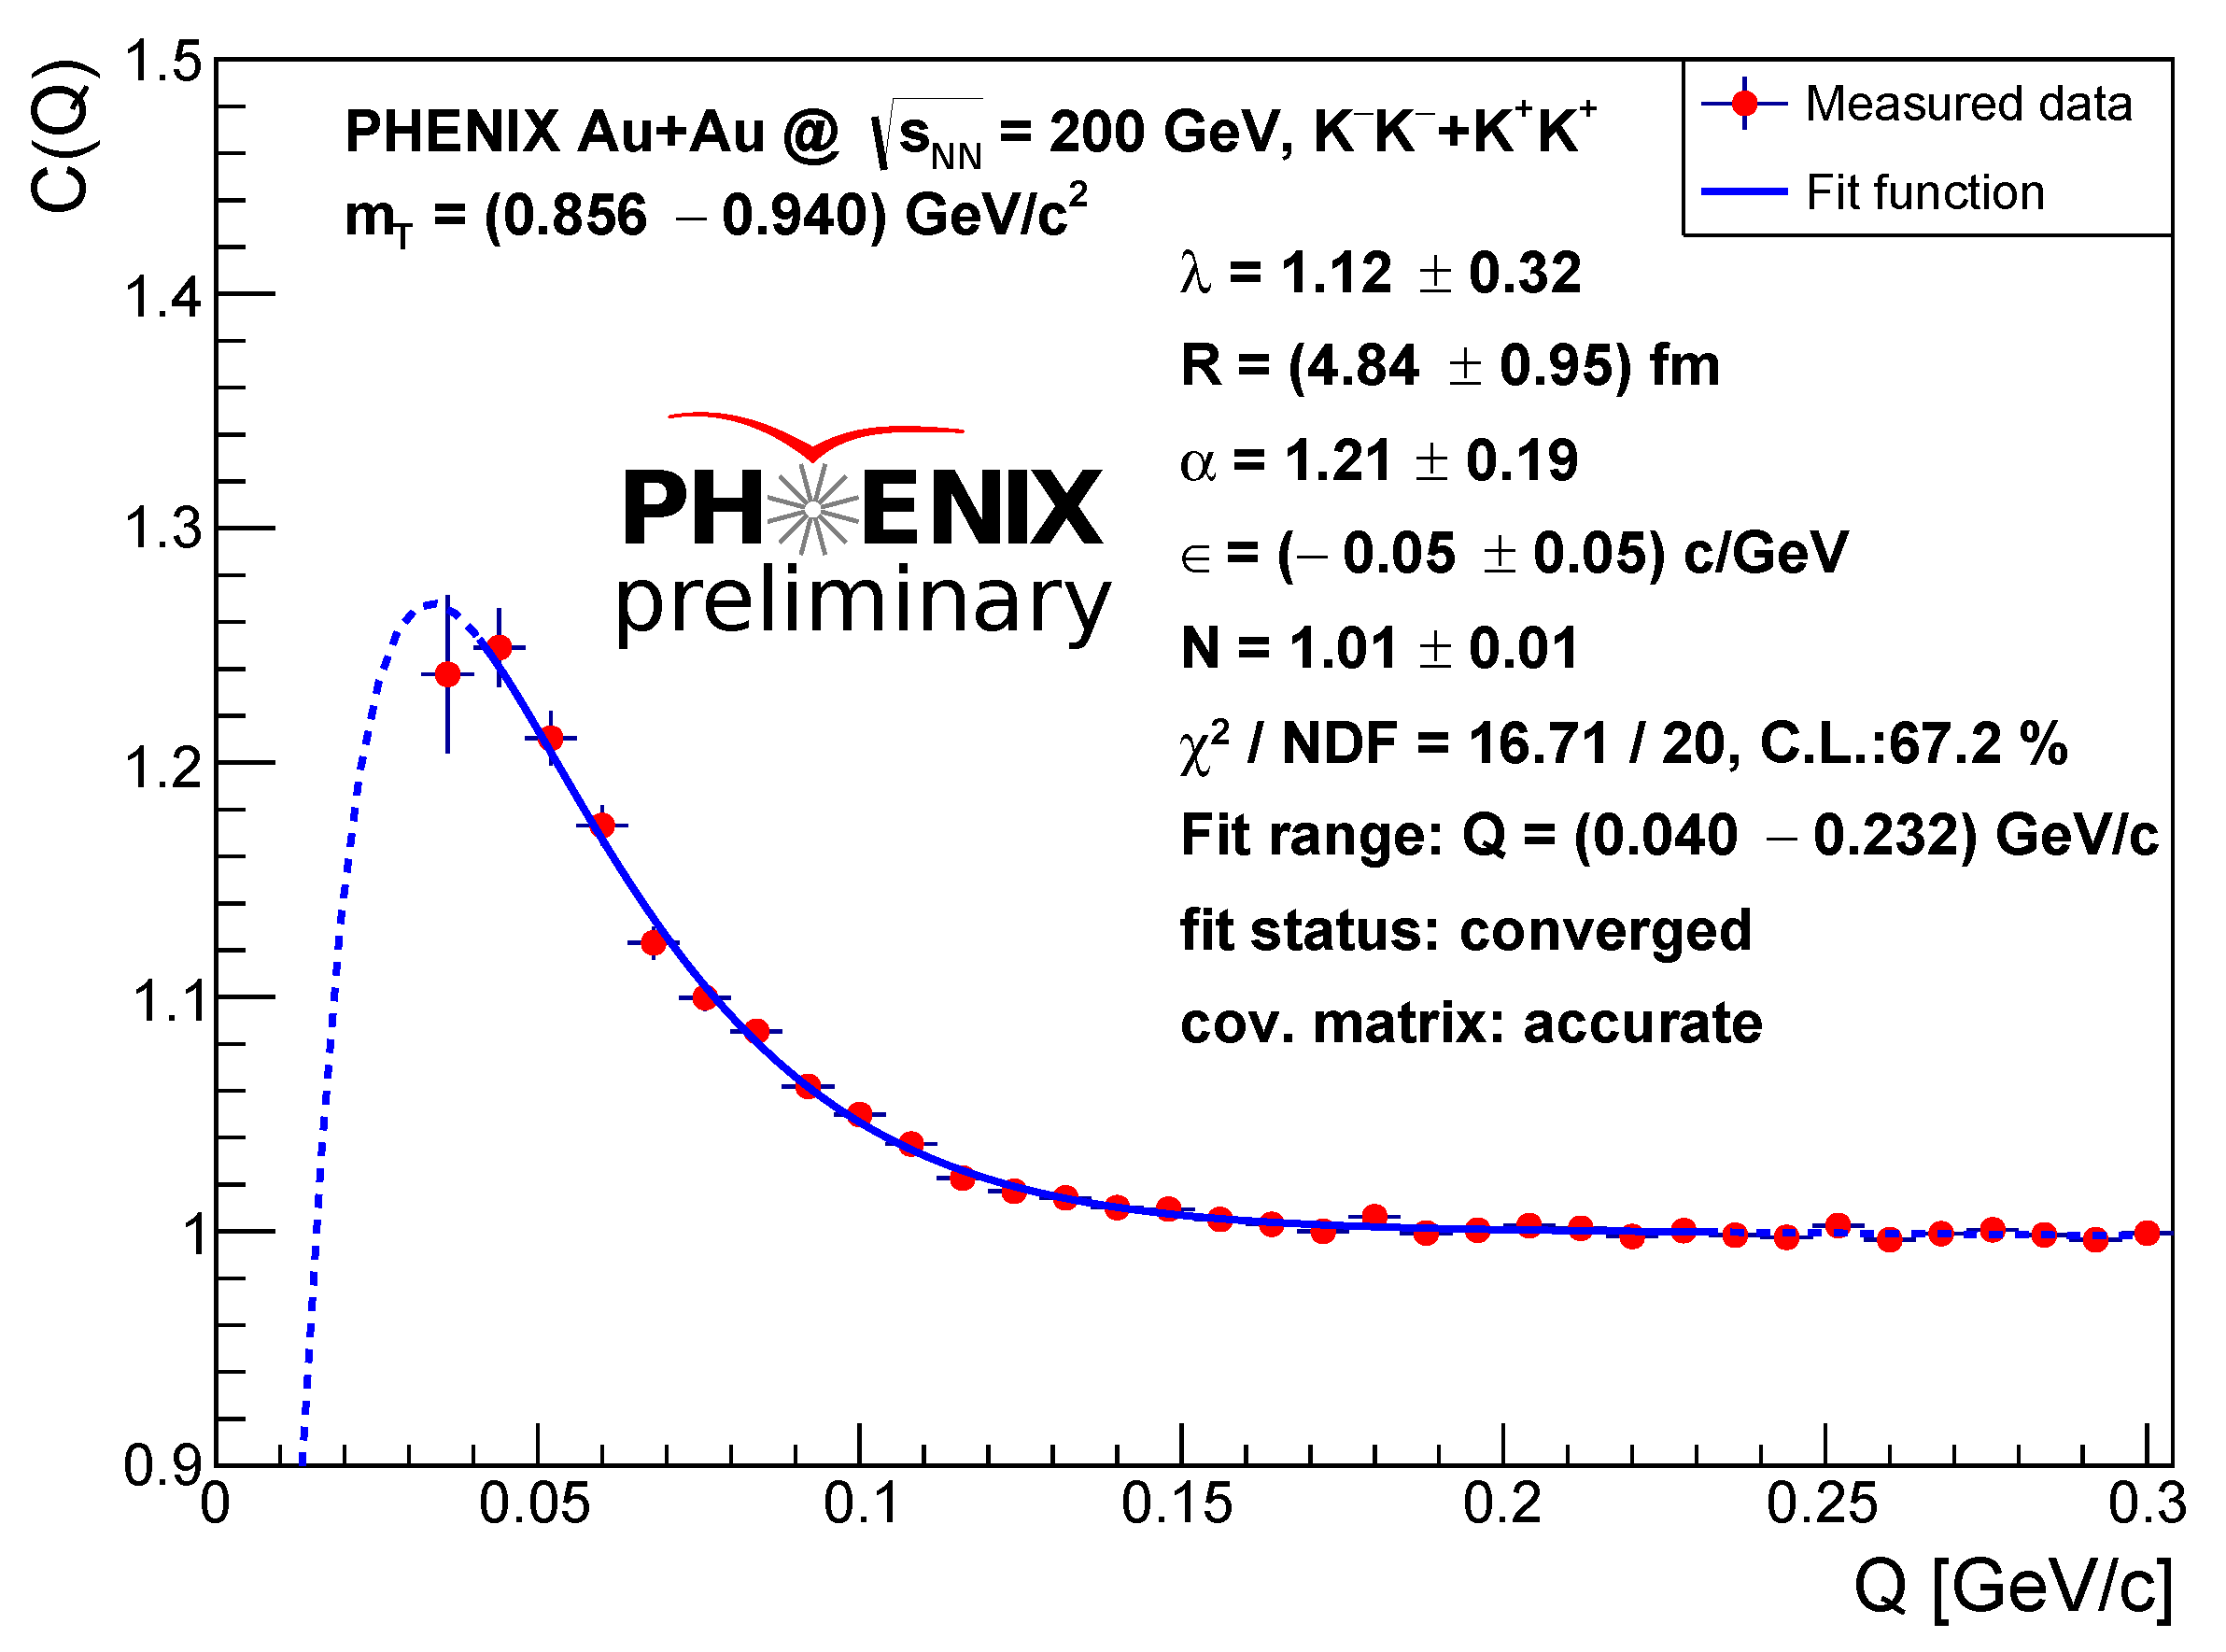 C(Q)
1.5
1.4
1.3
1.2
1.1
1
0.9
PHENIX Au+Au @ √sNN = 200 GeV, K⁻K⁻+K⁺K⁺
mT = (0.856 – 0.940) GeV/c²
Measured data
Fit function
λ = 1.12 ± 0.32
R = (4.84 ± 0.95) fm
α = 1.21 ± 0.19
∈ = (– 0.05 ± 0.05) c/GeV
N = 1.01 ± 0.01
χ² / NDF = 16.71 / 20, C.L.:67.2 %
Fit range: Q = (0.040 – 0.232) GeV/c
fit status: converged
cov. matrix: accurate
PHENIX
preliminary
0 0.05 0.1 0.15 0.2 0.25 0.3
Q [GeV/c]